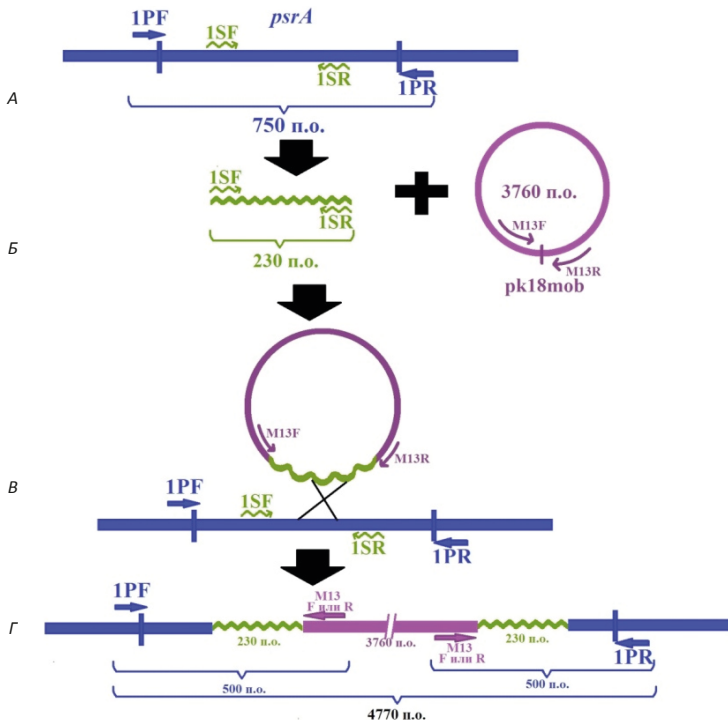 1PF
psrA
1SF
1SR
1PR
А
750 п.о.
1SF
1SR
230 п.о.
Б
3760 п.о.
M13F
M13R
pk18mob
M13F
M13R
В
1PF
1SF
1SR
1PR
Г
1PF
M13
F или R
230 п.о.
3760 п.о.
M13
F или R
230 п.о.
1PR
500 п.о.
500 п.о.
4770 п.о.